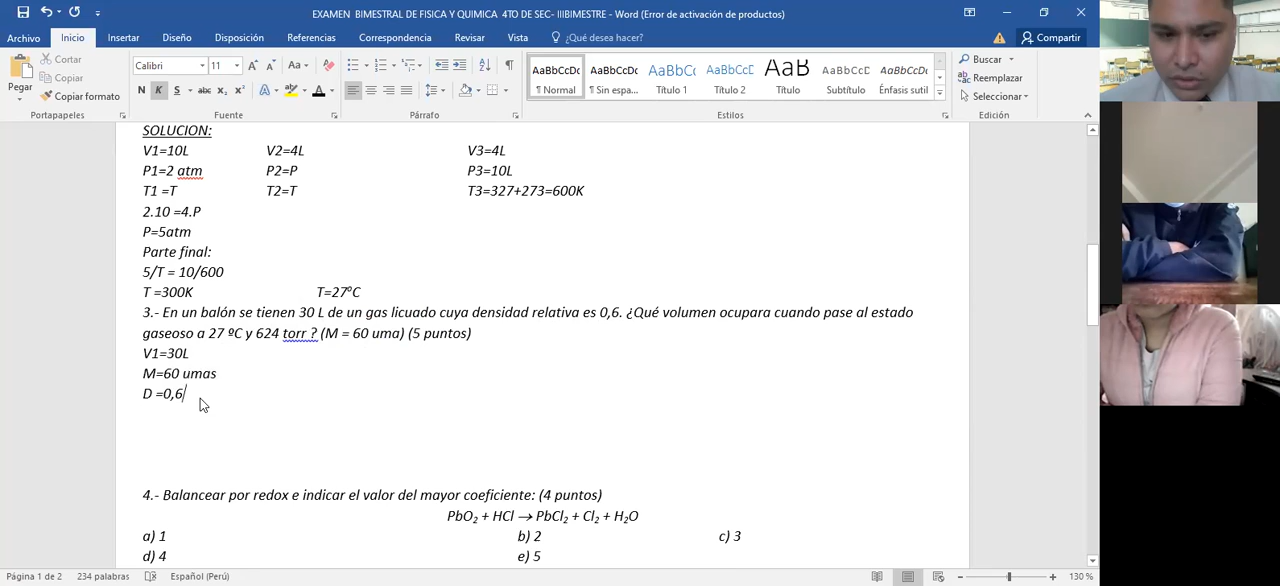 EXAMEN BIMESTRAL DE FISICA Y QUIMICA 4TO DE SEC- IIIBIMESTRE - Word (Error de activación de productos)
Archivo Inicio Insertar Diseño Disposición Referencias Correspondencia Revisar Vista ¿Qué desea hacer? Compartir
Pegar
Cortar
Copiar
Copiar formato
Portapapeles
Calibri 11
N K S abc x₂ x²
Fuente
Párrafo
AaBbCcDc AaBbCcDc AaBbCc AaBbCcE AaB AaBbCcD AaBbCcDc
¶ Normal ¶ Sin espa... Título 1 Título 2 Título Subtítulo Énfasis sutil
Estilos
Buscar
Reemplazar
Seleccionar
Edición
SOLUCION:
V1=10L V2=4L V3=4L
P1=2 atm P2=P P3=10L
T1 =T T2=T T3=327+273=600K
2.10 =4.P
P=5atm
Parte final:
5/T = 10/600
T =300K T=27ºC
3.- En un balón se tienen 30 L de un gas licuado cuya densidad relativa es 0,6. ¿Qué volumen ocupara cuando pase al estado
gaseoso a 27 ºC y 624 torr ? (M = 60 uma) (5 puntos)
V1=30L
M=60 umas
D =0,6
4.- Balancear por redox e indicar el valor del mayor coeficiente: (4 puntos)
PbO₂ + HCl → PbCl₂ + Cl₂ + H₂O
a) 1 b) 2 c) 3
d) 4 e) 5
Página 1 de 2 234 palabras Español (Perú) 130 %